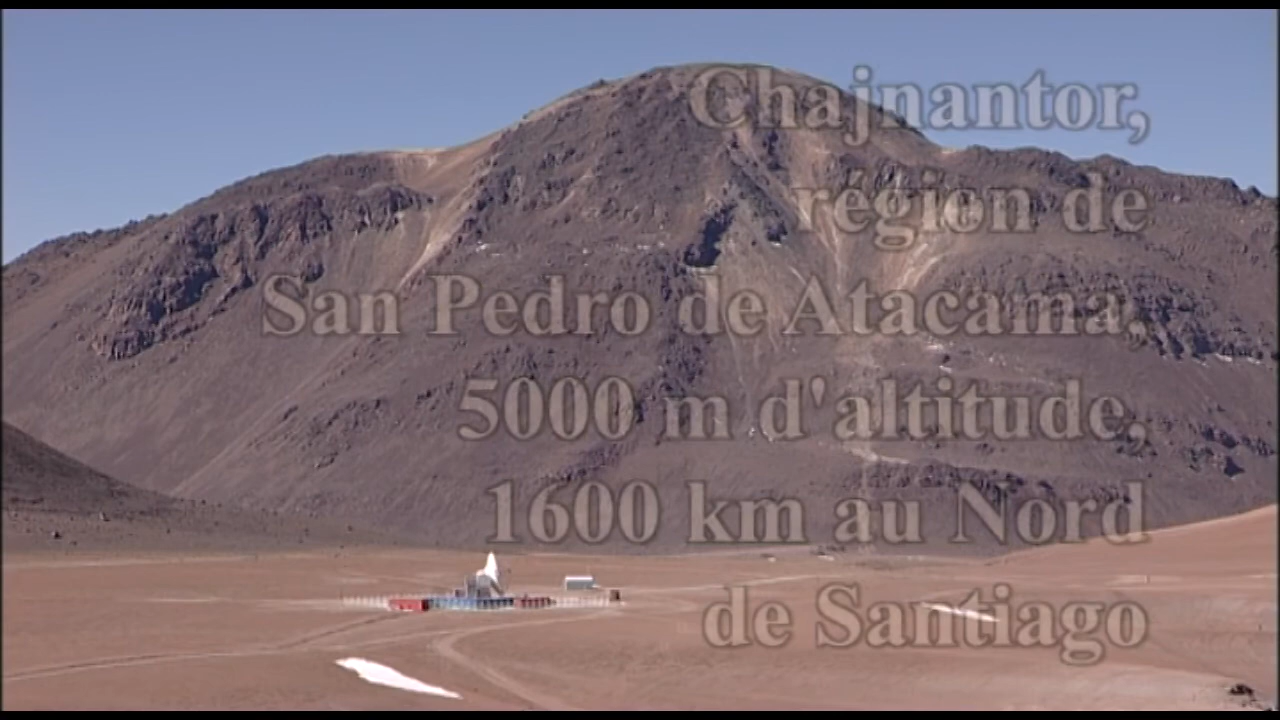 Chajnantor,
région de
San Pedro de Atacama,
5000 m d'altitude,
1600 km au Nord
de Santiago